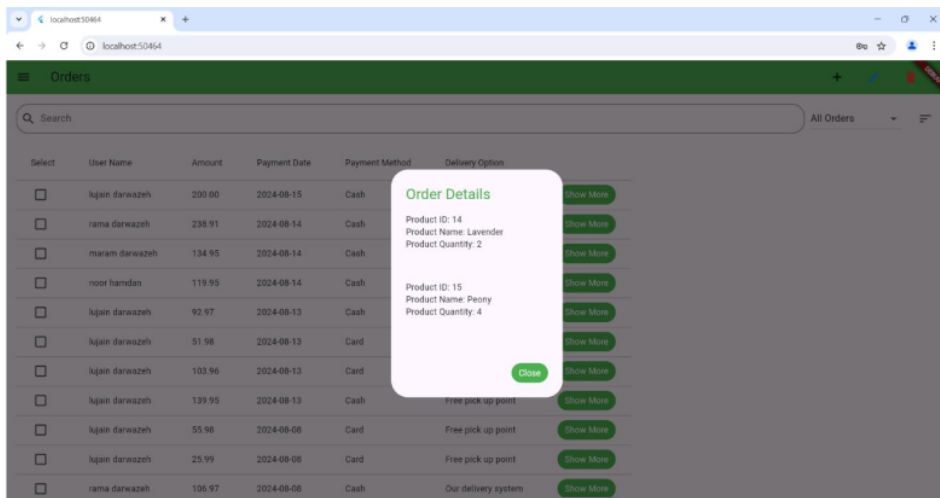 localhost:50464
localhost:50464
Orders
DEBUG
Search
All Orders
Select User Name Amount Payment Date Payment Method Delivery Option
lujain darwazeh 200.00 2024-08-15 Cash Show More
rama darwazeh 238.91 2024-08-14 Cash Show More
maram darwazeh 134.95 2024-08-14 Cash Show More
noor hamdan 119.95 2024-08-14 Cash Show More
lujain darwazeh 92.97 2024-08-13 Cash Show More
lujain darwazeh 51.98 2024-08-13 Card Show More
lujain darwazeh 103.96 2024-08-13 Card Show More
lujain darwazeh 139.95 2024-08-13 Cash Free pick up point Show More
lujain darwazeh 55.98 2024-08-08 Card Free pick up point Show More
lujain darwazeh 25.99 2024-08-08 Card Free pick up point Show More
rama darwazeh 106.97 2024-08-08 Cash Our delivery system Show More
Order Details
Product ID: 14
Product Name: Lavender
Product Quantity: 2
Product ID: 15
Product Name: Peony
Product Quantity: 4
Close